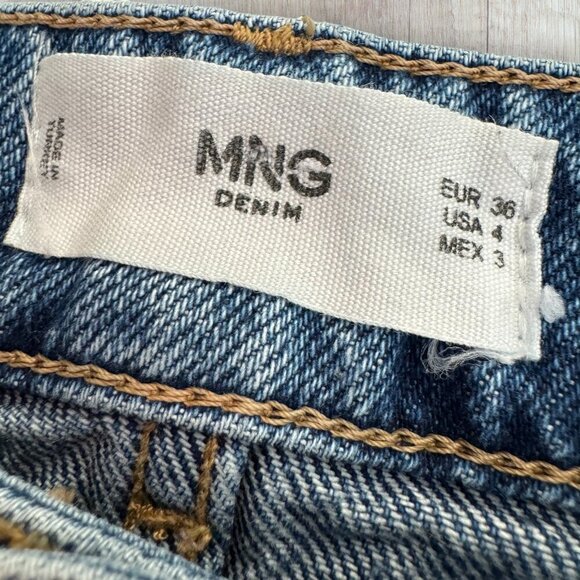 MADE IN
TURKEY
MNG
DENIM
EUR 36
USA 4
MEX 3